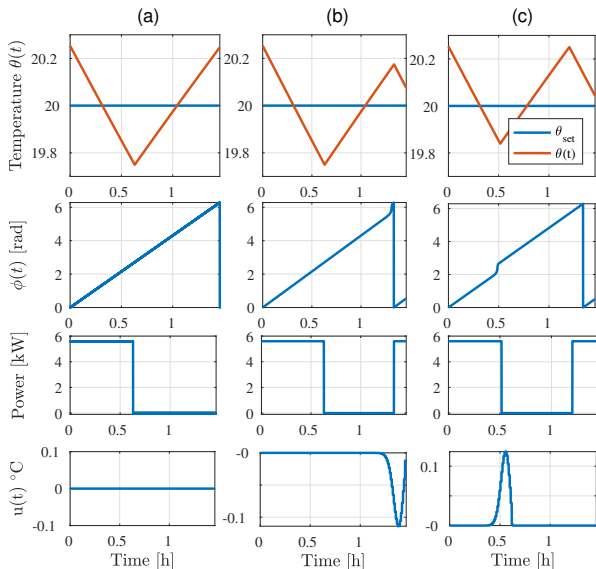 (a) (b) (c)
Temperature θ(t)
20.2 20.2 20.2
20 20 20
19.8 19.8 19.8
θset
θ(t)
0 0.5 1 0 0.5 1 0 0.5 1
ϕ(t) [rad]
6 6 6
4 4 4
2 2 2
0 0 0
0 0.5 1 0 0.5 1 0 0.5 1
Power [kW]
6 6 6
4 4 4
2 2 2
0 0 0
0 0.5 1 0 0.5 1 0 0.5 1
u(t) °C
0.1 -0 0.1
0
-0.1 -0.1 -0
0 0.5 1 0 0.5 1 0 0.5 1
Time [h] Time [h] Time [h]